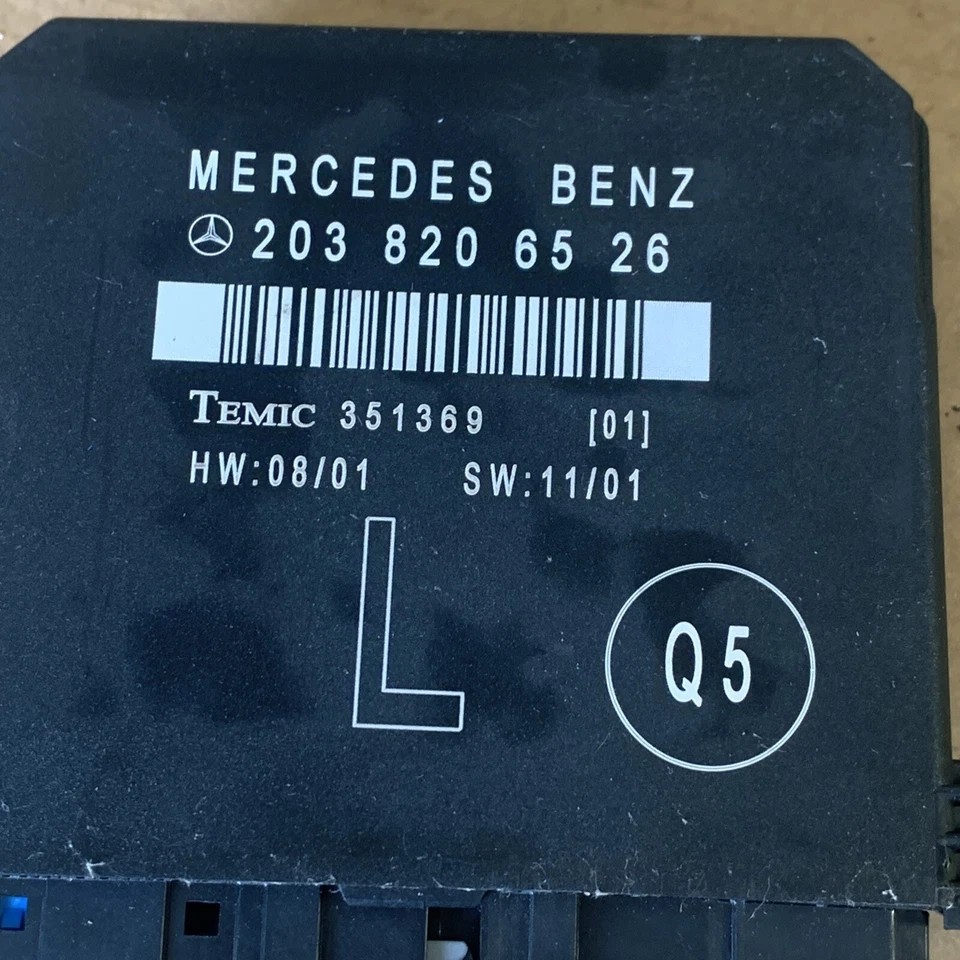 MERCEDES BENZ
203 820 65 26
TEMIC 351369 [01]
HW:08/01 SW:11/01
L
Q5